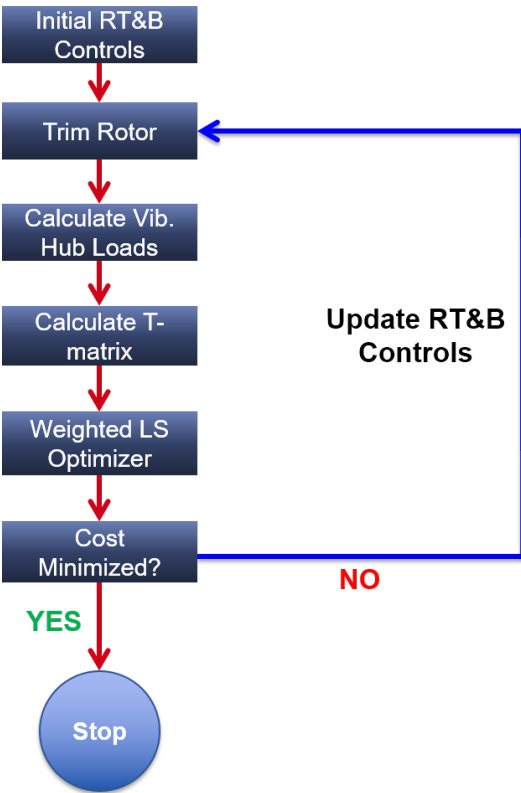 Initial RT&B
Controls
Trim Rotor
Calculate Vib.
Hub Loads
Calculate T-
matrix
Update RT&B
Controls
Weighted LS
Optimizer
Cost
Minimized?
NO
YES
Stop